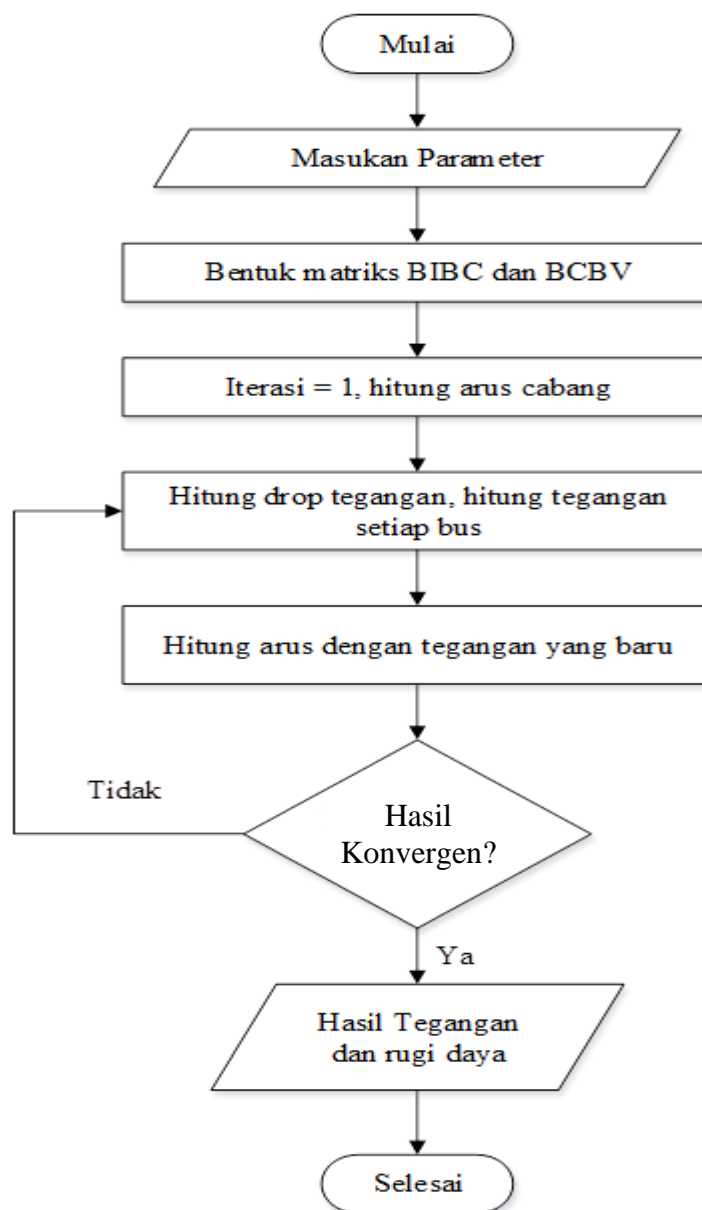 Mulai
Masukan Parameter
Bentuk matriks BIBC dan BCBV
Iterasi = 1, hitung arus cabang
Hitung drop tegangan, hitung tegangan
setiap bus
Hitung arus dengan tegangan yang baru
Tidak
Hasil
Konvergen?
Ya
Hasil Tegangan
dan rugi daya
Selesai